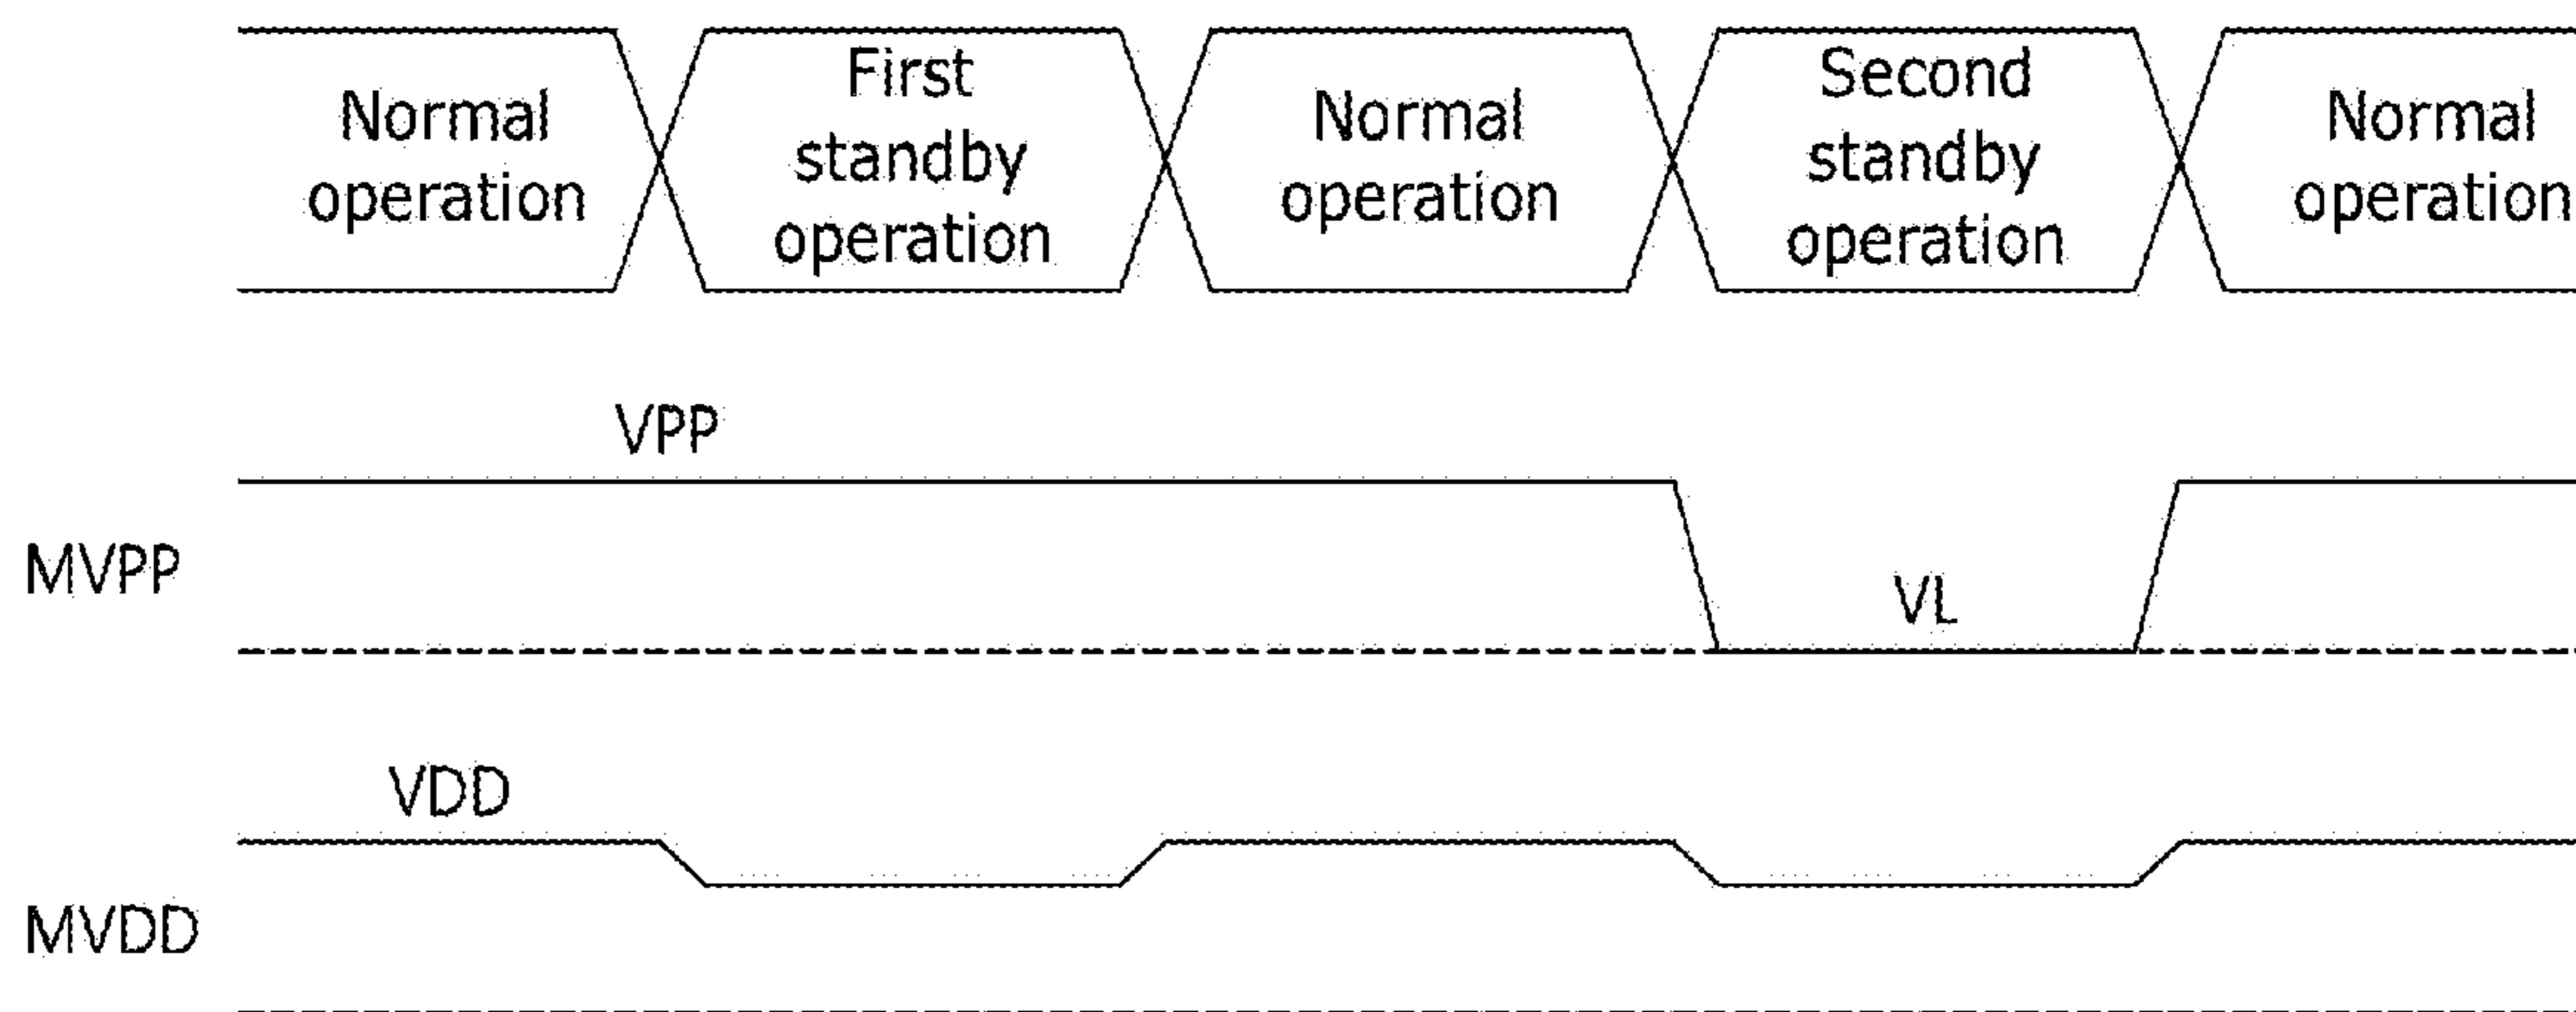 Normal
operation
First
standby
operation
Normal
operation
Second
standby
operation
Normal
operation
VPP
MVPP
VL
VDD
MVDD